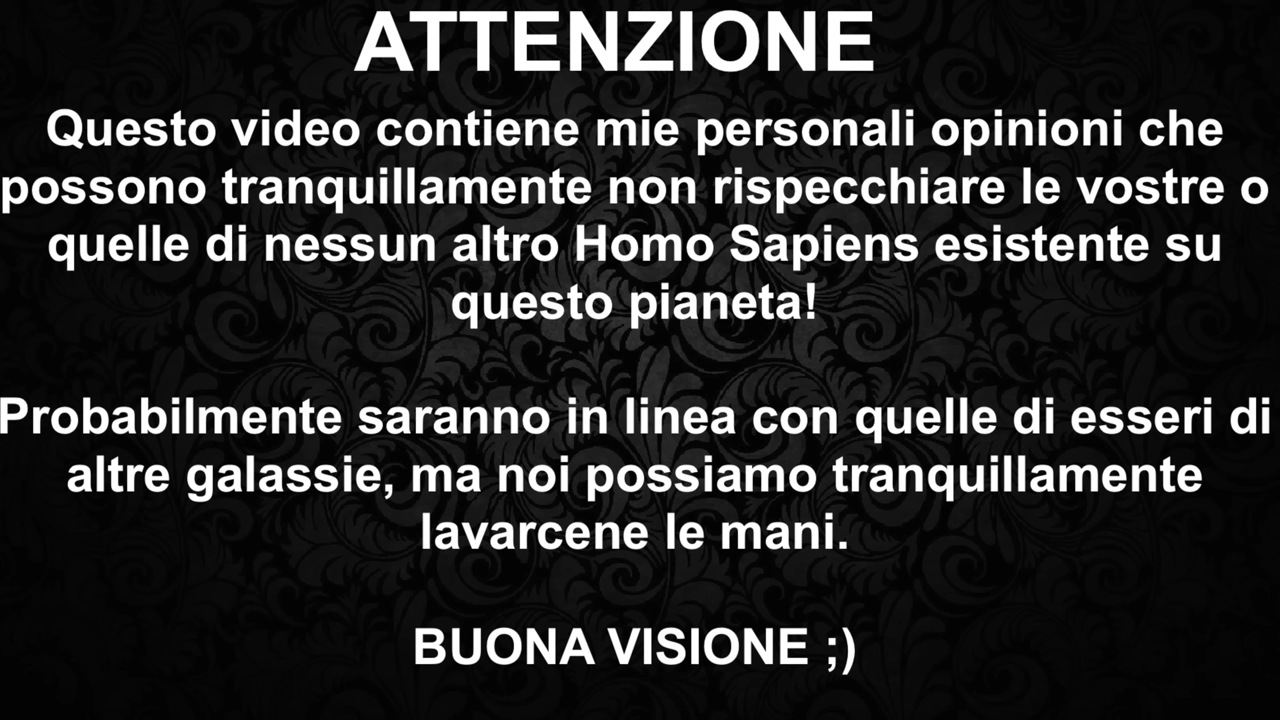 ATTENZIONE
Questo video contiene mie personali opinioni che
possono tranquillamente non rispecchiare le vostre o
quelle di nessun altro Homo Sapiens esistente su
questo pianeta!
Probabilmente saranno in linea con quelle di esseri di
altre galassie, ma noi possiamo tranquillamente
lavarcene le mani.
BUONA VISIONE ;)